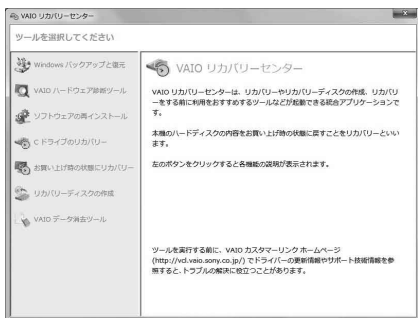 VAIO リカバリーセンター
ツールを選択してください
Windows バックアップと復元
VAIO ハードウェア診断ツール
ソフトウェアの再インストール
C ドライブのリカバリー
お買い上げ時の状態にリカバリー
リカバリーディスクの作成
VAIO データ消去ツール
VAIO リカバリーセンター
VAIO リカバリーセンターは、リカバリーやリカバリーディスクの作成、リカバリ
ーをする前に利用をおすすめするツールなどが起動できる統合アプリケーションで
す。
本機のハードディスクの内容をお買い上げ時の状態に戻すことをリカバリーといい
ます。
左のボタンをクリックすると各機能の説明が表示されます。
ツールを実行する前に、VAIO カスタマーリンク ホームページ
(http://vcl.vaio.sony.co.jp/) でドライバーの更新情報やサポート技術情報を参
照すると、トラブルの解決に役立つことがあります。